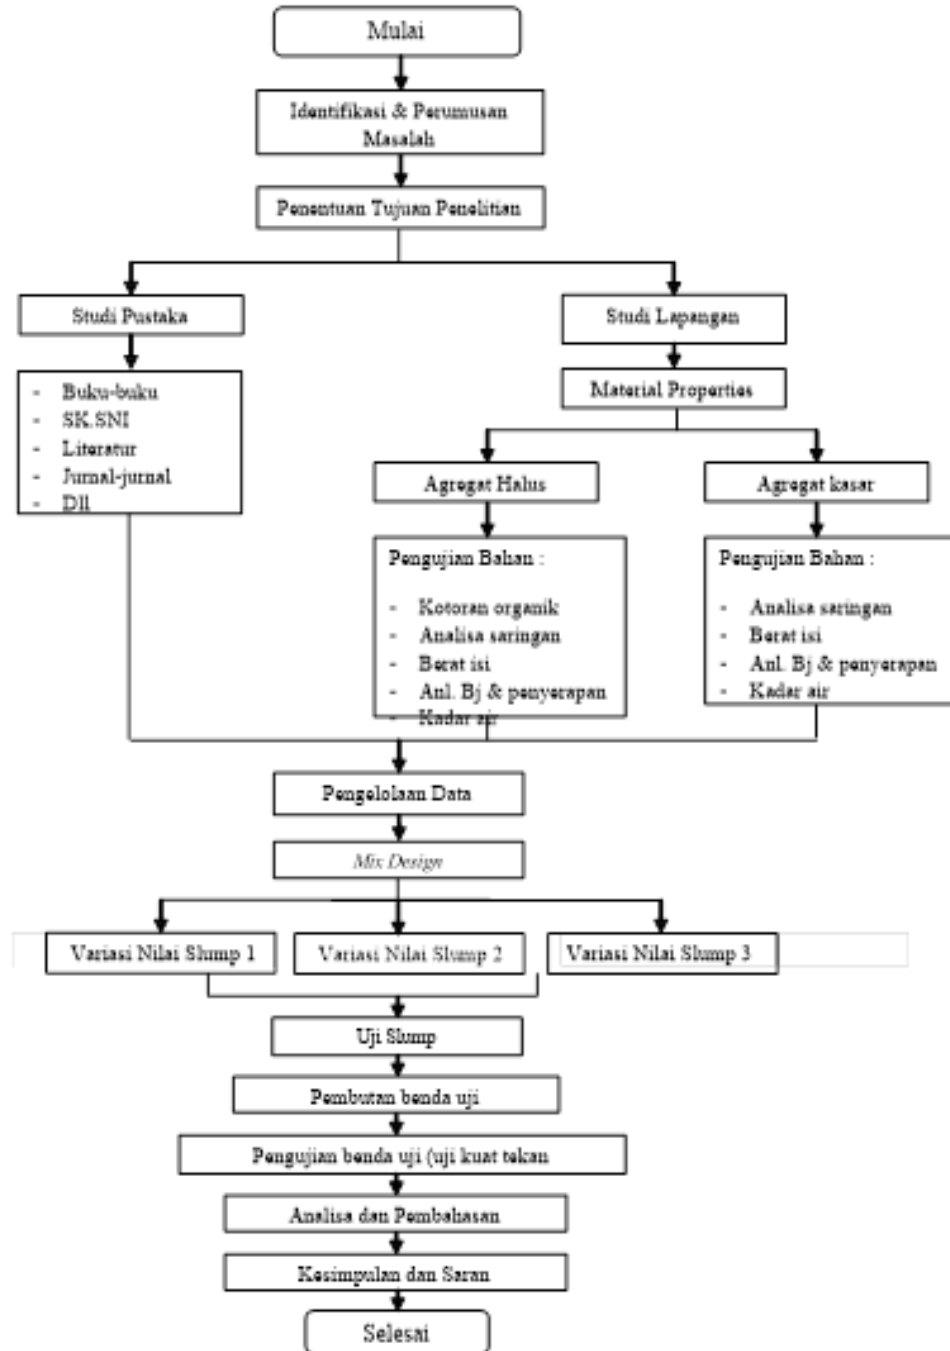 Mulai
Identifikasi & Perumusan
Masalah
Penentuan Tujuan Penelitian
Studi Pustaka
Studi Lapangan
- Buku-buku
- SK.SNI
- Literatur
- Jurnal-jurnal
- Dll
Material Properties
Agregat Halus
Agregat kasar
Pengujian Bahan :
- Kotoran organik
- Analisa saringan
- Berat isi
- Anl. Bj & penyerapan
- Kadar air
Pengujian Bahan :
- Analisa saringan
- Berat isi
- Anl. Bj & penyerapan
- Kadar air
Pengelolaan Data
Mix Design
Variasi Nilai Slump 1
Variasi Nilai Slump 2
Variasi Nilai Slump 3
Uji Slump
Pembutan benda uji
Pengujian benda uji (uji kuat tekan
Analisa dan Pembahasan
Kesimpulan dan Saran
Selesai